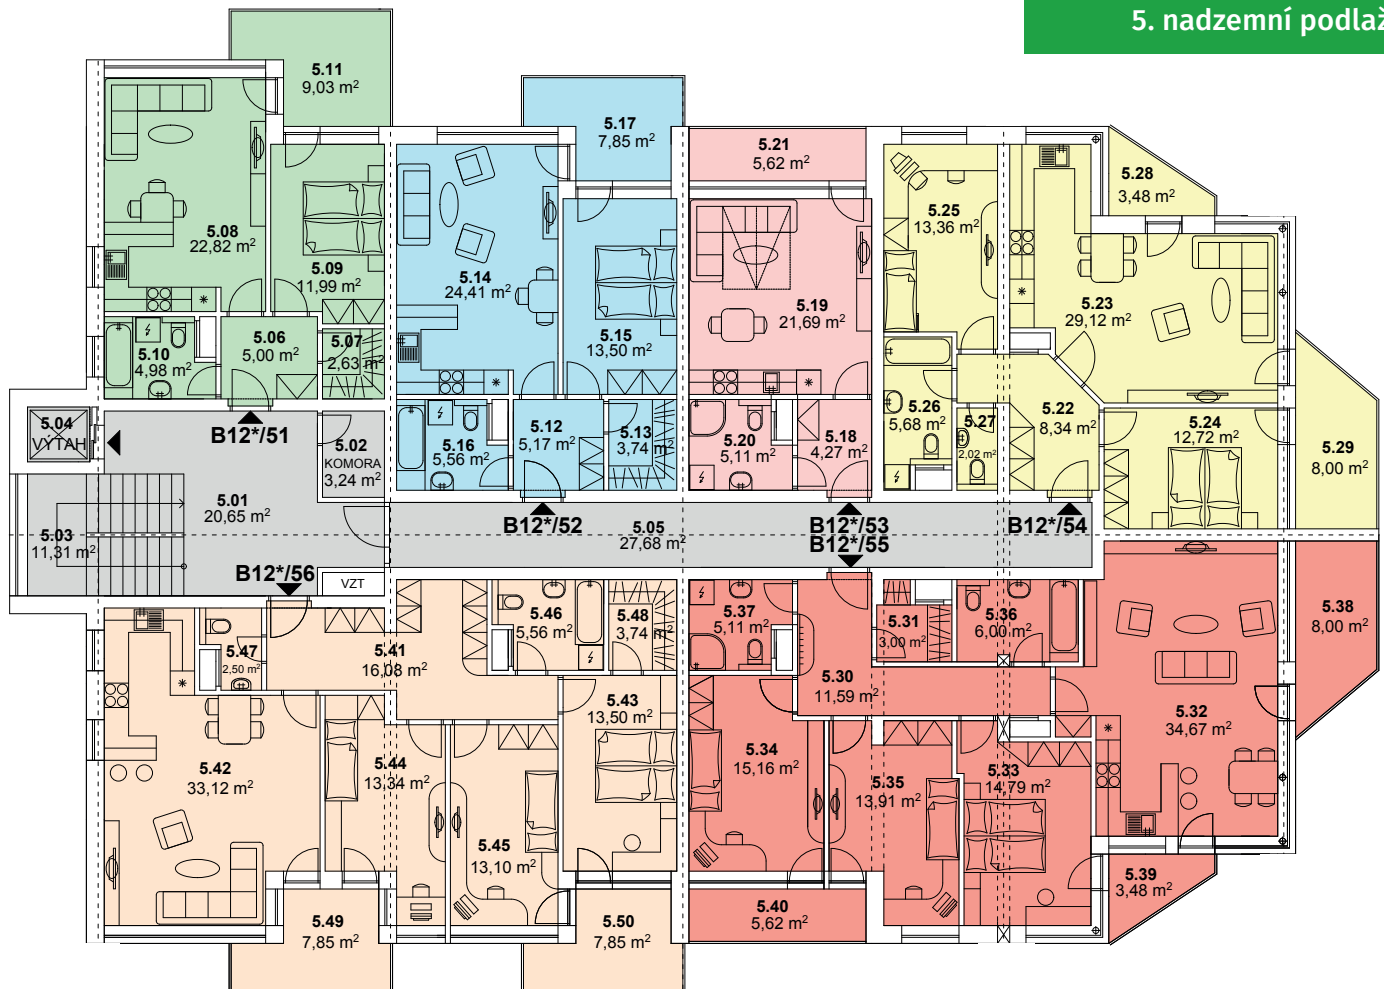 5. nadzemní podlaž
5.11
9,03 m²
5.17
7,85 m²
5.21
5,62 m²
5.28
3,48 m²
5.08
22,82 m²
5.09
11,99 m²
5.14
24,41 m²
5.15
13,50 m²
5.19
21,69 m²
5.25
13,36 m²
5.23
29,12 m²
5.10
4,98 m²
5.06
5,00 m²
5.07
2,63 m²
5.16
5,56 m²
5.12
5,17 m²
5.13
3,74 m²
5.20
5,11 m²
5.18
4,27 m²
5.26
5,68 m²
5.27
2,02 m²
5.22
8,34 m²
5.24
12,72 m²
5.29
8,00 m²
5.04
VÝTAH
B12*/51
5.02
KOMORA
3,24 m²
5.01
20,65 m²
5.03
11,31 m²
B12*/52
5.05
27,68 m²
B12*/53
B12*/55
B12*/54
B12*/56
VZT
5.47
2,50 m²
5.41
16,08 m²
5.46
5,56 m²
5.48
3,74 m²
5.37
5,11 m²
5.31
3,00 m²
5.36
6,00 m²
5.38
8,00 m²
5.30
11,59 m²
5.43
13,50 m²
5.42
33,12 m²
5.44
13,34 m²
5.45
13,10 m²
5.34
15,16 m²
5.35
13,91 m²
5.33
14,79 m²
5.32
34,67 m²
5.39
3,48 m²
5.49
7,85 m²
5.50
7,85 m²
5.40
5,62 m²